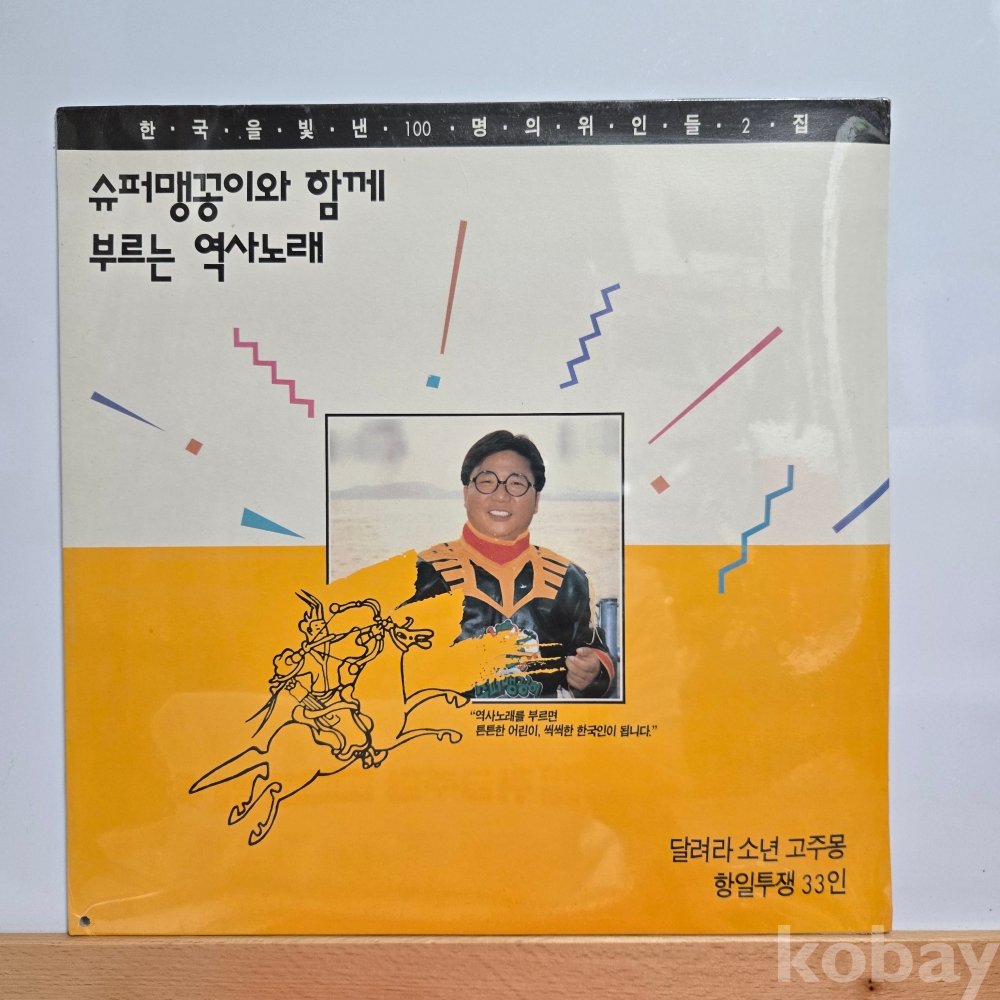 한·국·을·빛·낸·100·명·의·위·인·들·2·집
슈퍼맹꽁이와 함께
부르는 역사노래
"역사노래를 부르면
튼튼한 어린이, 씩씩한 한국인이 됩니다."
달려라 소년 고주몽
항일투쟁 33인
kobay